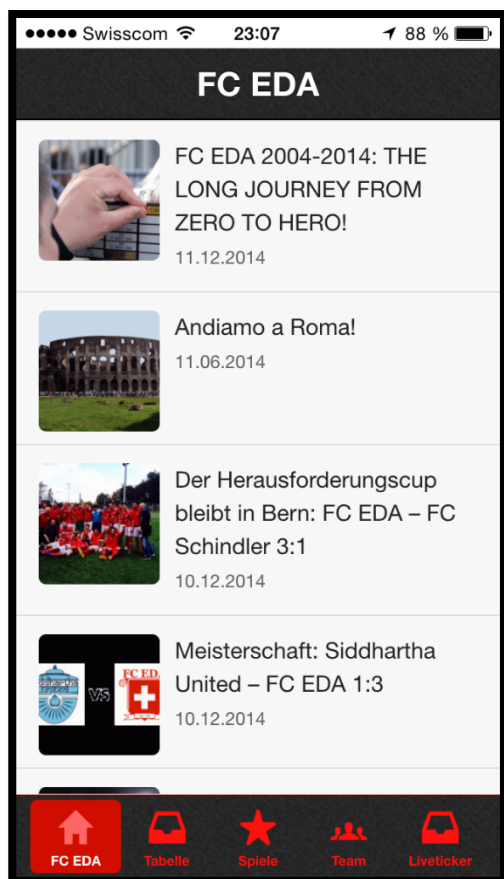 Swisscom 23:07 88 %
FC EDA
FC EDA 2004-2014: THE
LONG JOURNEY FROM
ZERO TO HERO!
11.12.2014
Andiamo a Roma!
11.06.2014
Der Herausforderungscup
bleibt in Bern: FC EDA – FC
Schindler 3:1
10.12.2014
VS
FC EDA
Meisterschaft: Siddhartha
United – FC EDA 1:3
10.12.2014
FC EDA Tabelle Spiele Team Liveticker